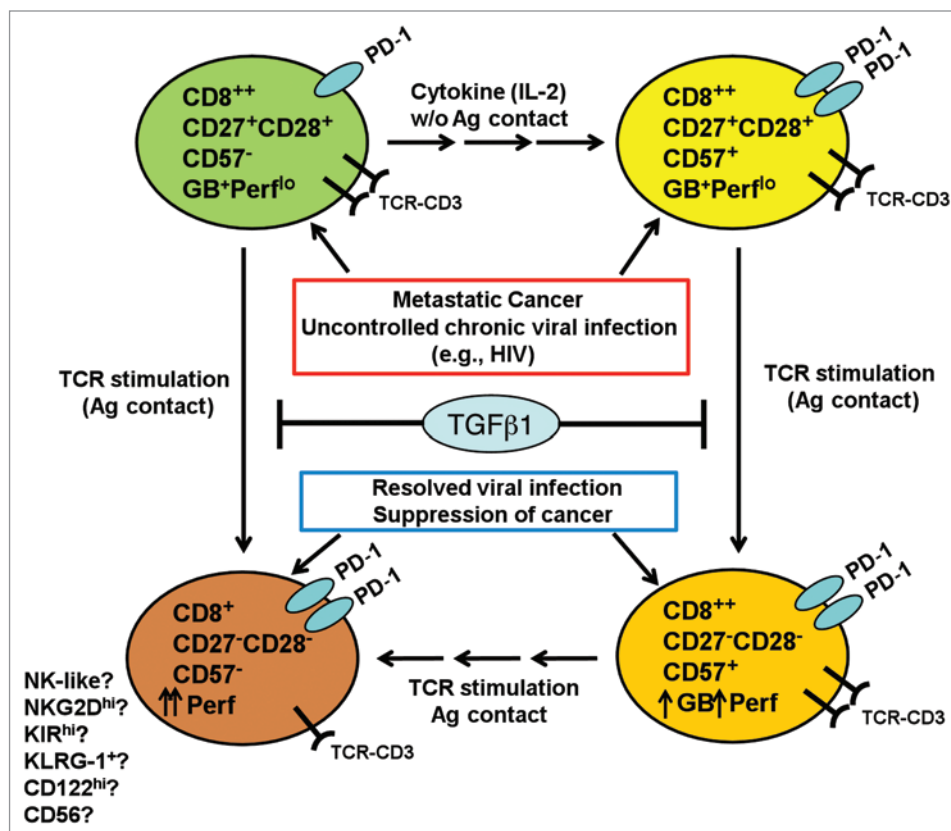 PD-1
CD8⁺⁺
CD27⁺CD28⁺
CD57⁻
GB⁺Perfˡᵒ
TCR-CD3
Cytokine (IL-2)
w/o Ag contact
PD-1
PD-1
CD8⁺⁺
CD27⁺CD28⁺
CD57⁺
GB⁺Perfˡᵒ
TCR-CD3
Metastatic Cancer
Uncontrolled chronic viral infection
(e.g., HIV)
TCR stimulation
(Ag contact)
TCR stimulation
(Ag contact)
TGFβ1
Resolved viral infection
Suppression of cancer
PD-1
PD-1
CD8⁺
CD27⁻CD28⁻
CD57⁻
↑↑ Perf
TCR-CD3
TCR stimulation
Ag contact
PD-1
PD-1
CD8⁺⁺
CD27⁻CD28⁻
CD57⁺
↑GB↑Perf
TCR-CD3
NK-like?
NKG2Dʰⁱ?
KIRʰⁱ?
KLRG-1⁺?
CD122ʰⁱ?
CD56?